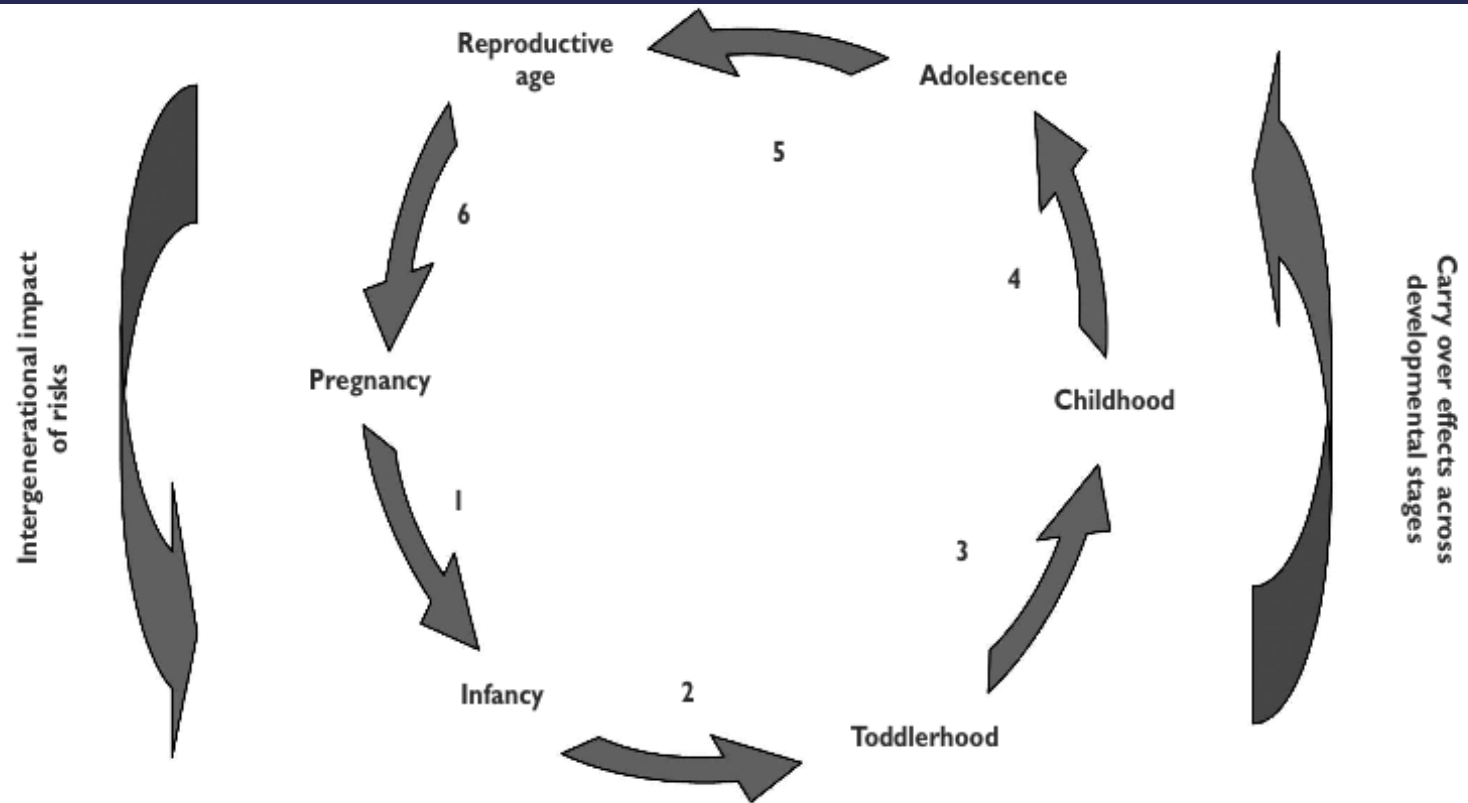 Reproductive
age
Adolescence
5
6
4
Intergenerational impact
of risks
Carry over effects across
developmental stages
Pregnancy
Childhood
1
3
Infancy
2
Toddlerhood